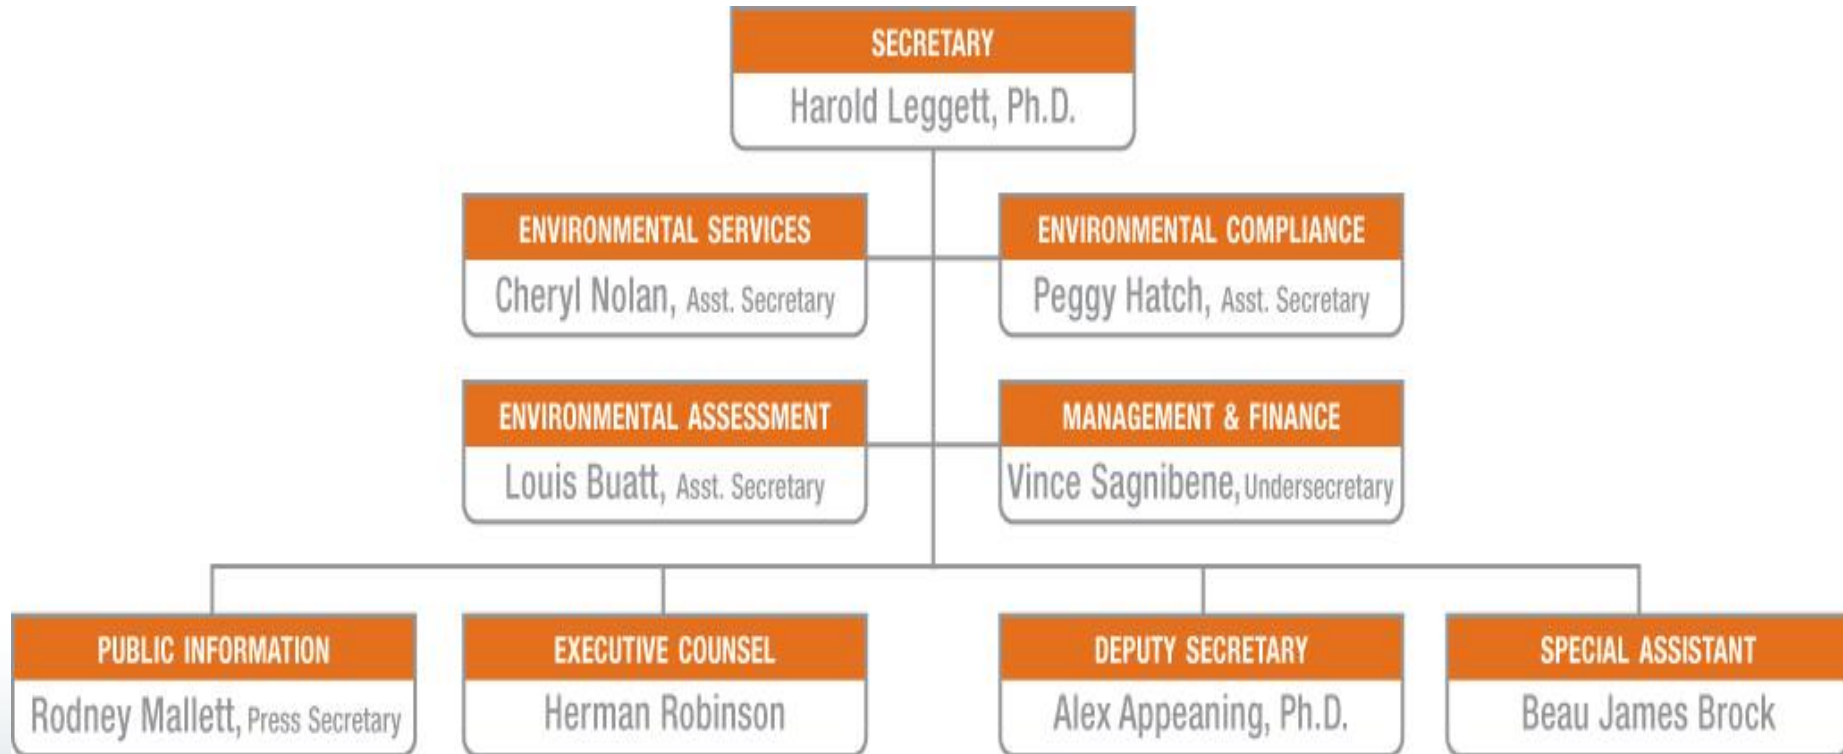 SECRETARY
Harold Leggett, Ph.D.
ENVIRONMENTAL SERVICES
Cheryl Nolan, Asst. Secretary
ENVIRONMENTAL COMPLIANCE
Peggy Hatch, Asst. Secretary
ENVIRONMENTAL ASSESSMENT
Louis Buatt, Asst. Secretary
MANAGEMENT & FINANCE
Vince Sagnibene, Undersecretary
PUBLIC INFORMATION
Rodney Mallett, Press Secretary
EXECUTIVE COUNSEL
Herman Robinson
DEPUTY SECRETARY
Alex Appeaning, Ph.D.
SPECIAL ASSISTANT
Beau James Brock